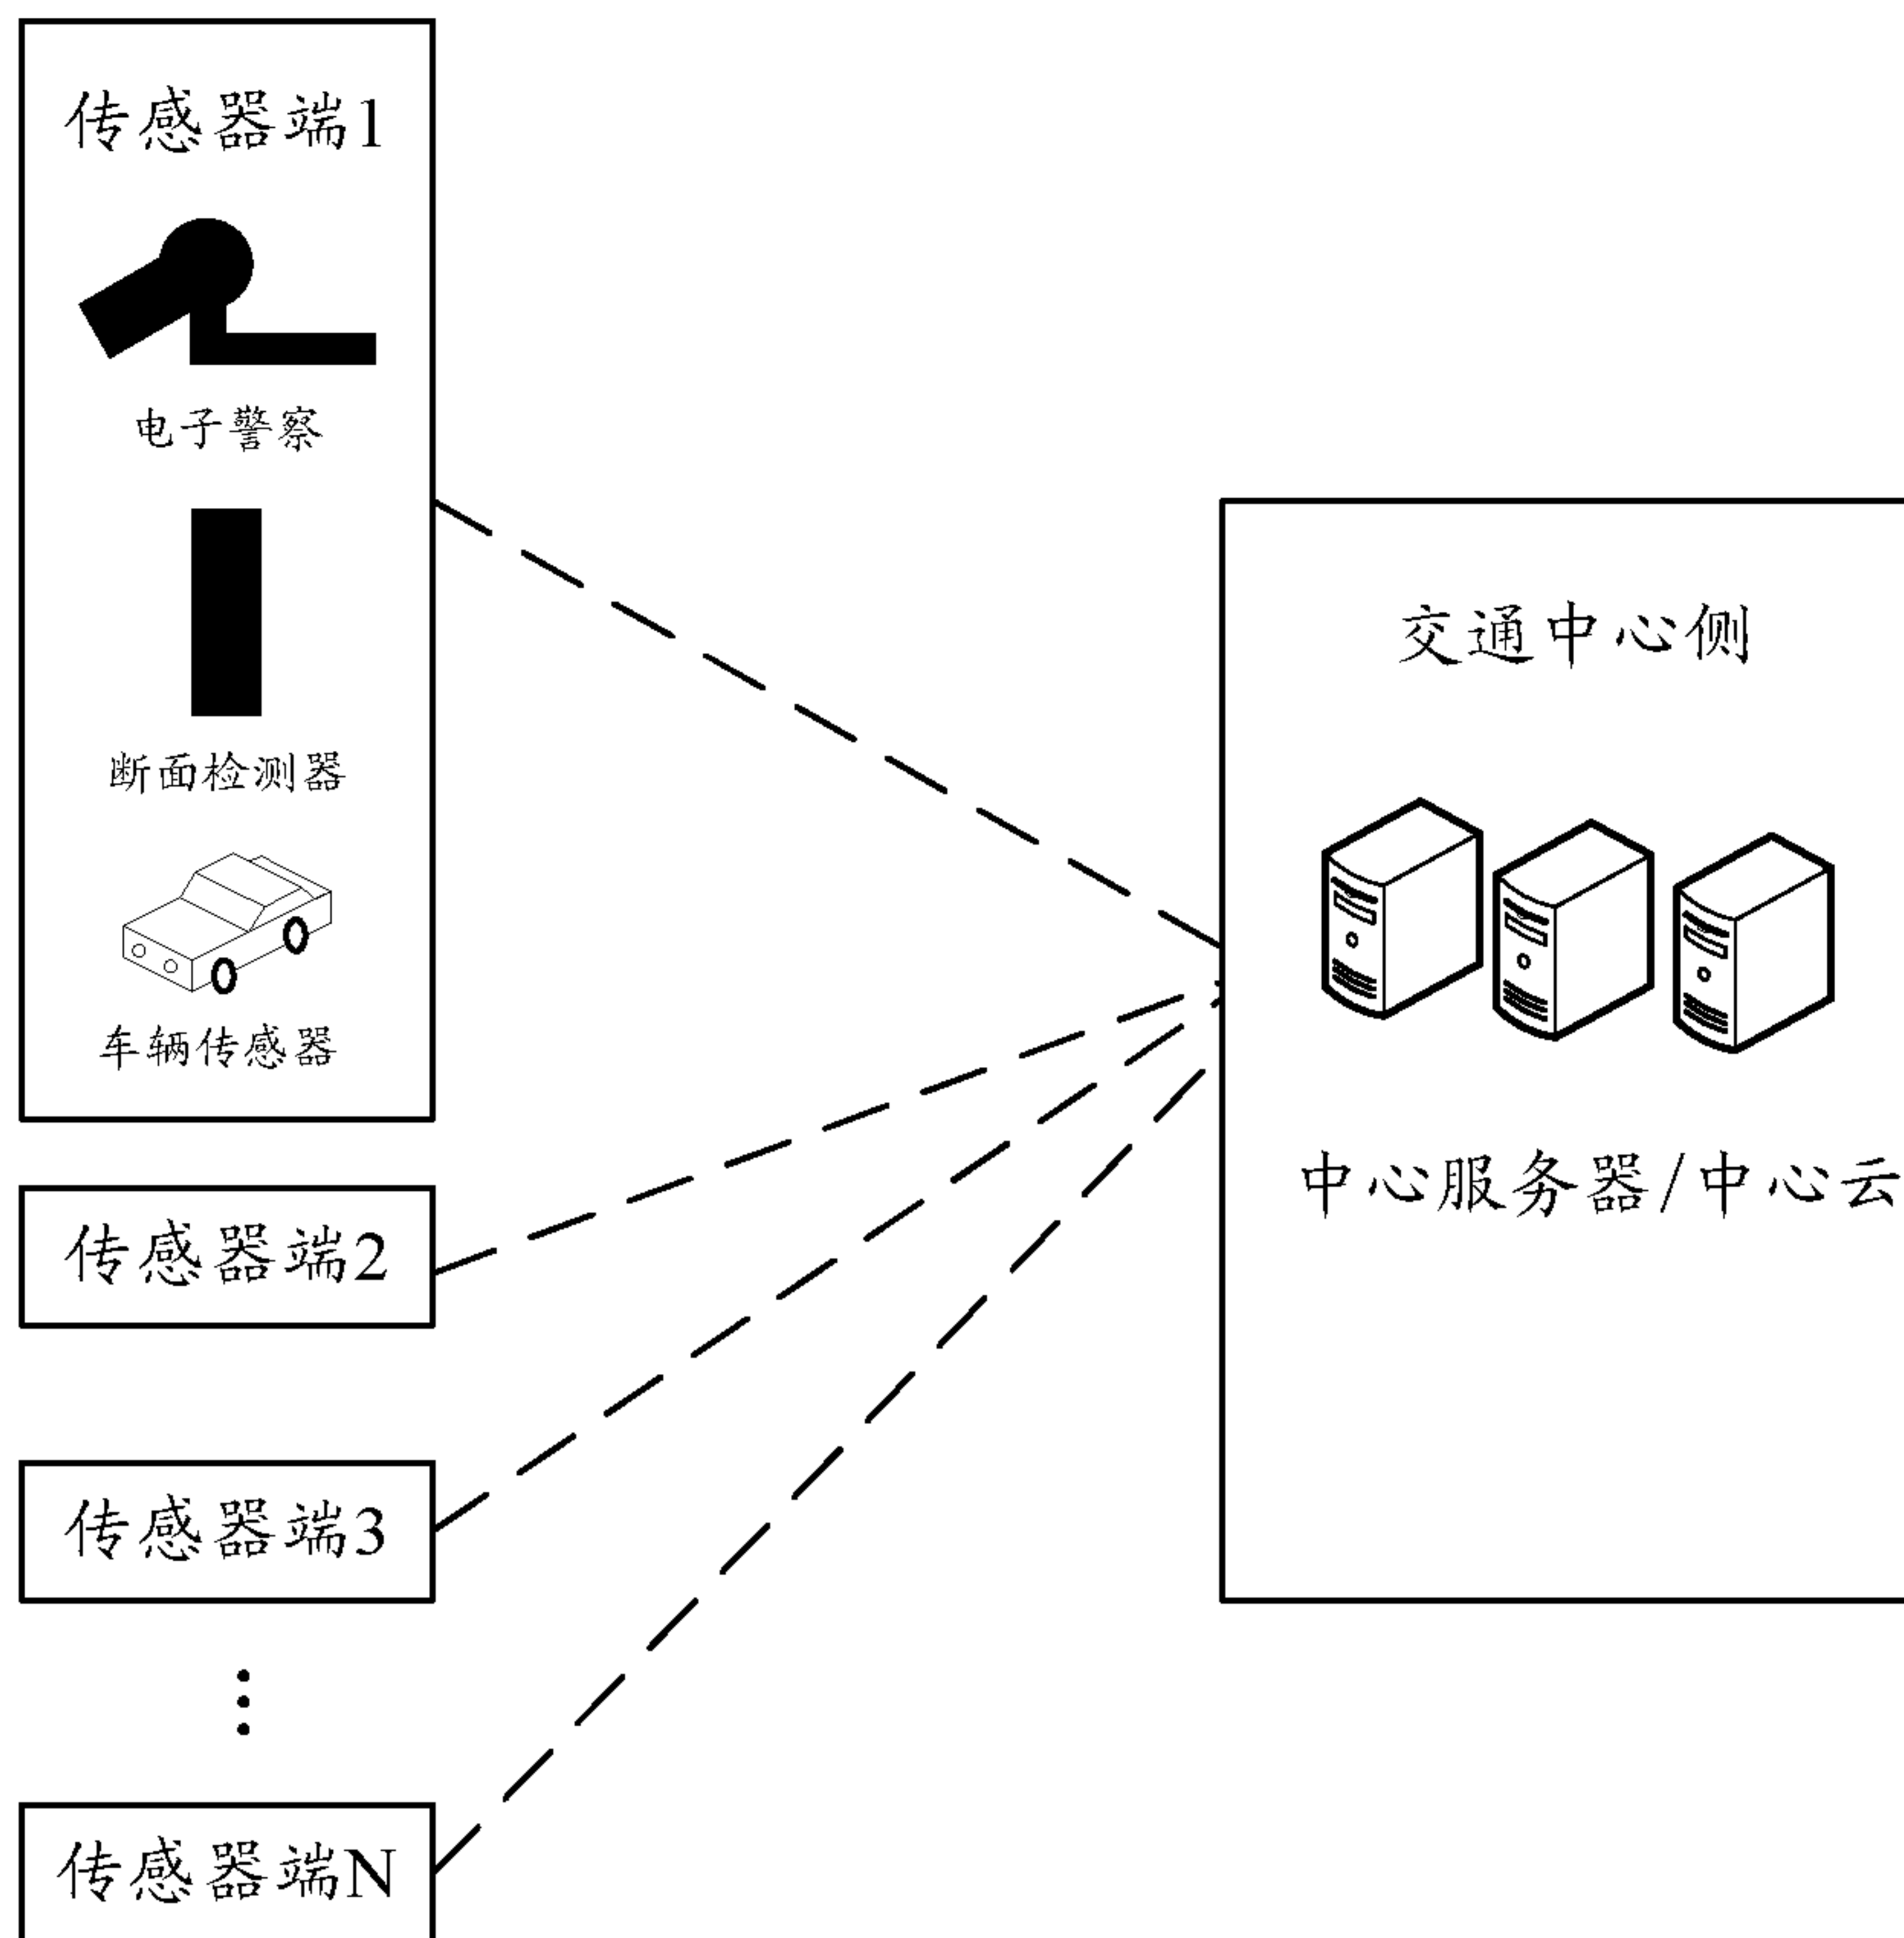 传感器端1
电子警察
断面检测器
车辆传感器
传感器端2
传感器端3
传感器端N
交通中心侧
中心服务器/中心云